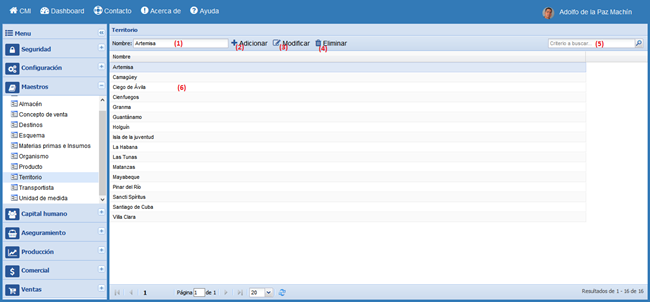 CMI Dashboard Contacto Acerca de Ayuda Adolfo de la Paz Machín
Menu
Seguridad
Configuración
Maestros
Almacén
Concepto de venta
Destinos
Esquema
Materias primas e Insumos
Organismo
Producto
Territorio
Transportista
Unidad de medida
Capital humano
Aseguramiento
Producción
Comercial
Ventas
Territorio
Nombre: Artemisa (1) Adicionar (2) Modificar (3) Eliminar (4) Criterio a buscar... (5)
Nombre
Artemisa
Camagüey
Ciego de Ávila (6)
Cienfuegos
Granma
Guantánamo
Holguín
Isla de la juventud
La Habana
Las Tunas
Matanzas
Mayabeque
Pinar del Río
Sancti Spíritus
Santiago de Cuba
Villa Clara
1 Página 1 de 1 20 Resultados de 1 - 16 de 16